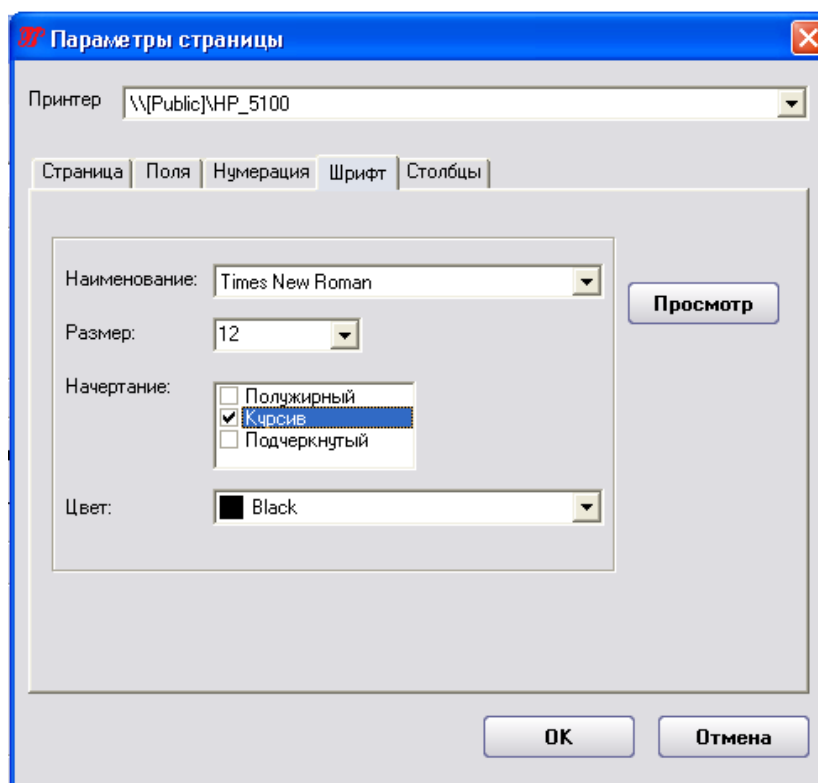 Параметры страницы
Принтер \\[Public]\HP_5100
Страница Поля Нумерация Шрифт Столбцы
Наименование: Times New Roman
Просмотр
Размер: 12
Начертание: Полужирный
Курсив
Подчеркнутый
Цвет: Black
OK Отмена